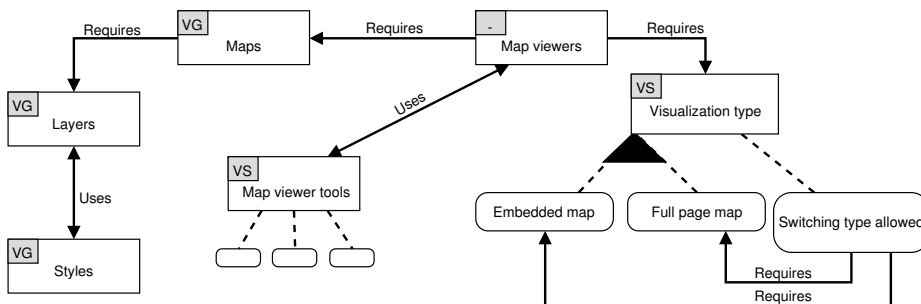 VG
Maps
Requires
Requires
-
Map viewers
Requires
VG
Layers
Uses
VS
Visualization type
Uses
VS
Map viewer tools
Embedded map
Full page map
Switching type allowed
VG
Styles
Requires
Requires